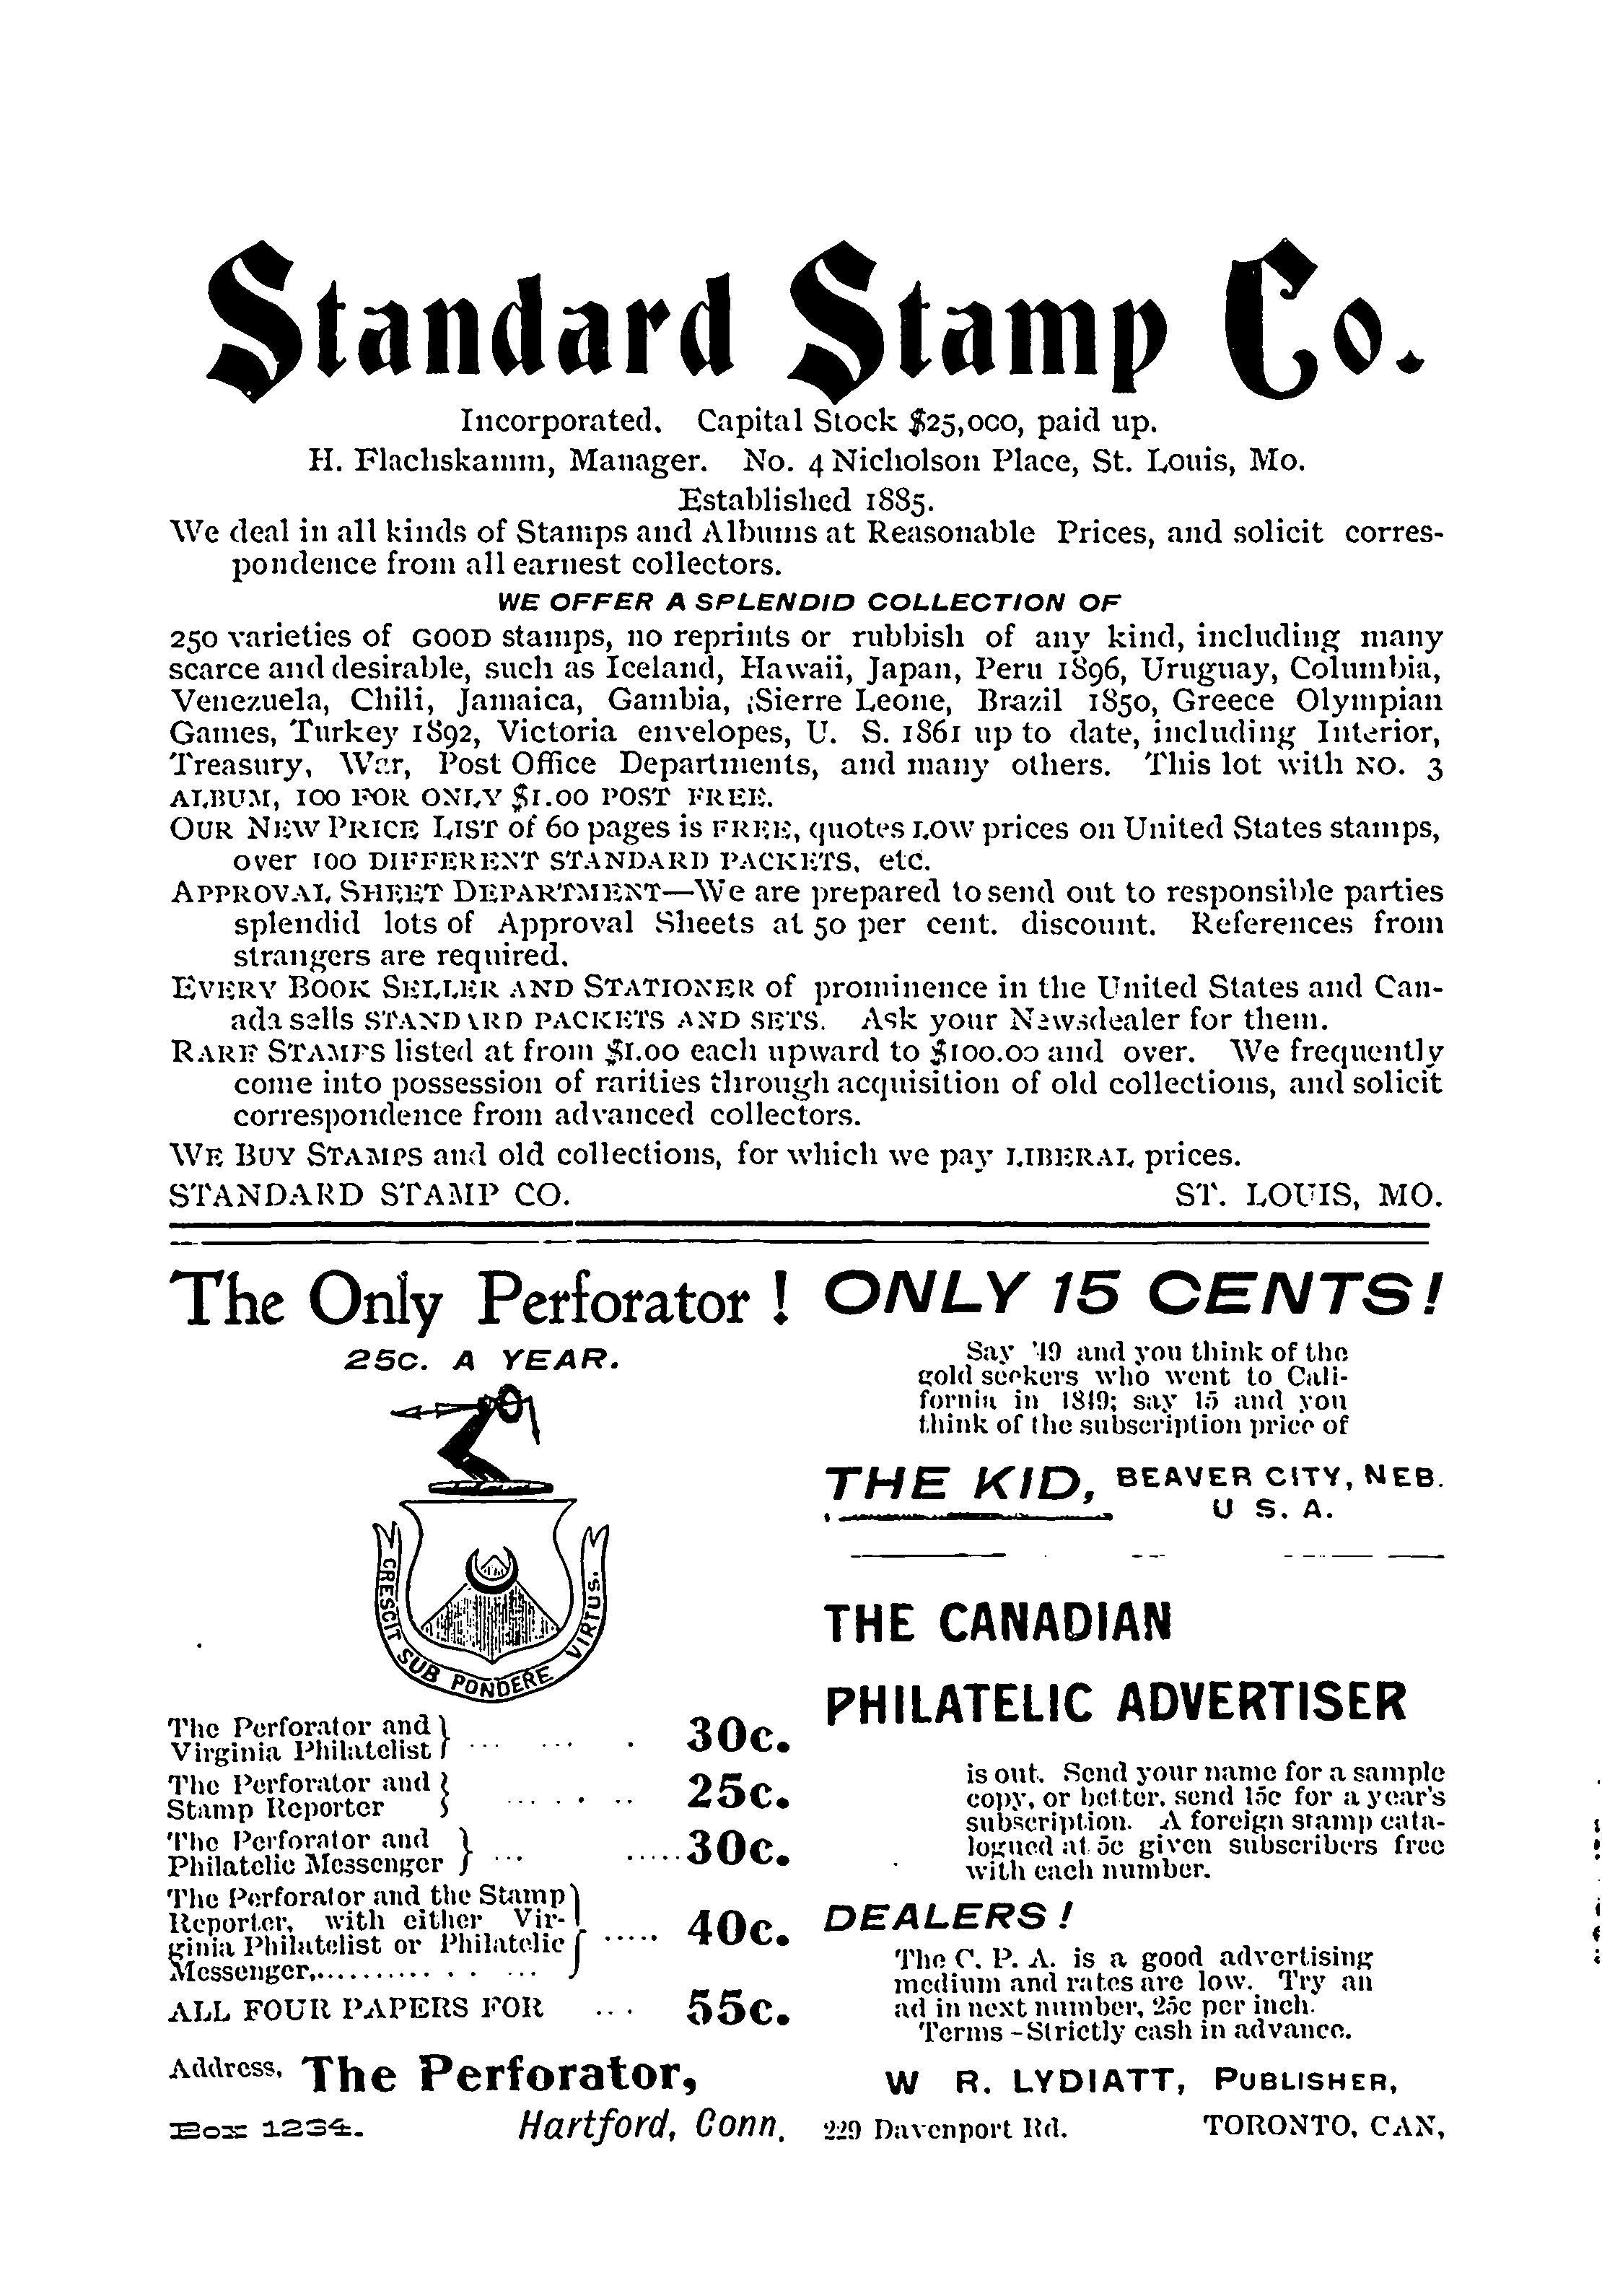 Standard Stamp Co.
Incorporated. Capital Stock $25,000, paid up.
H. Flachskamm, Manager. No. 4 Nicholson Place, St. Louis, Mo.
Established 1885.
We deal in all kinds of Stamps and Albums at Reasonable Prices, and solicit corres-
pondence from all earnest collectors.
WE OFFER A SPLENDID COLLECTION OF
250 varieties of GOOD stamps, no reprints or rubbish of any kind, including many
scarce and desirable, such as Iceland, Hawaii, Japan, Peru 1896, Uruguay, Columbia,
Venezuela, Chili, Jamaica, Gambia, Sierre Leone, Brazil 1850, Greece Olympian
Games, Turkey 1892, Victoria envelopes, U. S. 1861 up to date, including Interior,
Treasury, War, Post Office Departments, and many others. This lot with NO. 3
ALBUM, 100 FOR ONLY $1.00 POST FREE.
OUR NEW PRICE LIST of 60 pages is FREE, quotes LOW prices on United States stamps,
over 100 DIFFERENT STANDARD PACKETS, etc.
APPROVAL SHEET DEPARTMENT—We are prepared to send out to responsible parties
splendid lots of Approval Sheets at 50 per cent. discount. References from
strangers are required.
EVERY BOOK SELLER AND STATIONER of prominence in the United States and Can-
ada sells STANDARD PACKETS AND SETS. Ask your Newsdealer for them.
RARE STAMPS listed at from $1.00 each upward to $100.00 and over. We frequently
come into possession of rarities through acquisition of old collections, and solicit
correspondence from advanced collectors.
WE BUY STAMPS and old collections, for which we pay LIBERAL prices.
STANDARD STAMP CO. ST. LOUIS, MO.
The Only Perforator!
25c. A YEAR.
CRESCIT SUB PONDERE VIRTUS.
The Perforator and
Virginia Philatelist ... ... . 30c.
The Perforator and
Stamp Reporter ... . . .. 25c.
The Perforator and
Philatelic Messenger ... ..... 30c.
The Perforator and the Stamp
Reporter, with either Vir-
ginia Philatelist or Philatelic ..... 40c.
Messenger,.......... . . ...
ALL FOUR PAPERS FOR ... 55c.
Address, The Perforator,
Box 1234. Hartford, Conn.
ONLY 15 CENTS!
Say '49 and you think of the
gold seekers who went to Cali-
fornia in 1849; say 15 and you
think of the subscription price of
THE KID, BEAVER CITY, NEB.
U S. A.
THE CANADIAN
PHILATELIC ADVERTISER
is out. Send your name for a sample
copy, or better, send 15c for a year's
subscription. A foreign stamp cata-
logued at 5c given subscribers free
with each number.
DEALERS!
The C. P. A. is a good advertising
medium and rates are low. Try an
ad in next number, 25c per inch.
Terms - Strictly cash in advance.
W R. LYDIATT, PUBLISHER,
229 Davenport Rd. TORONTO, CAN,